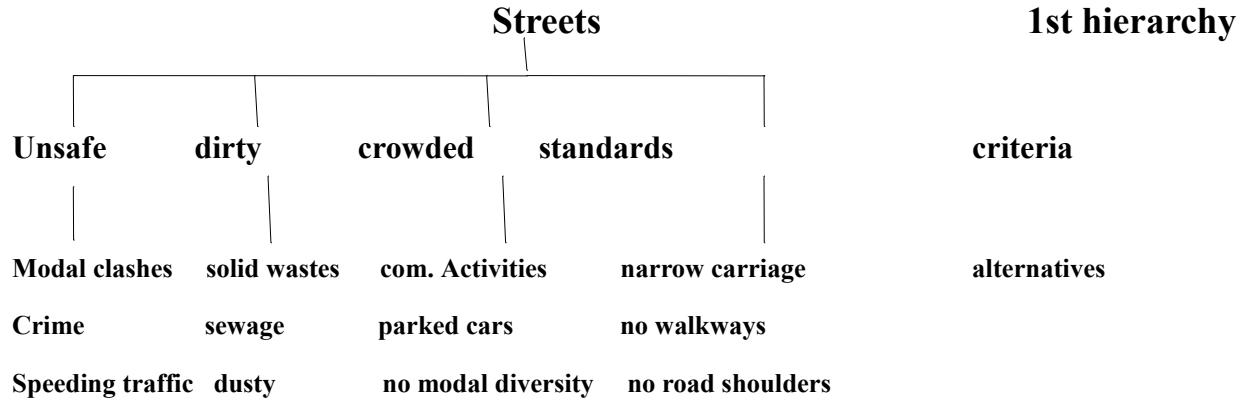 Streets 1st hierarchy
Unsafe dirty crowded standards criteria
Modal clashes solid wastes com. Activities narrow carriage alternatives
Crime sewage parked cars no walkways
Speeding traffic dusty no modal diversity no road shoulders